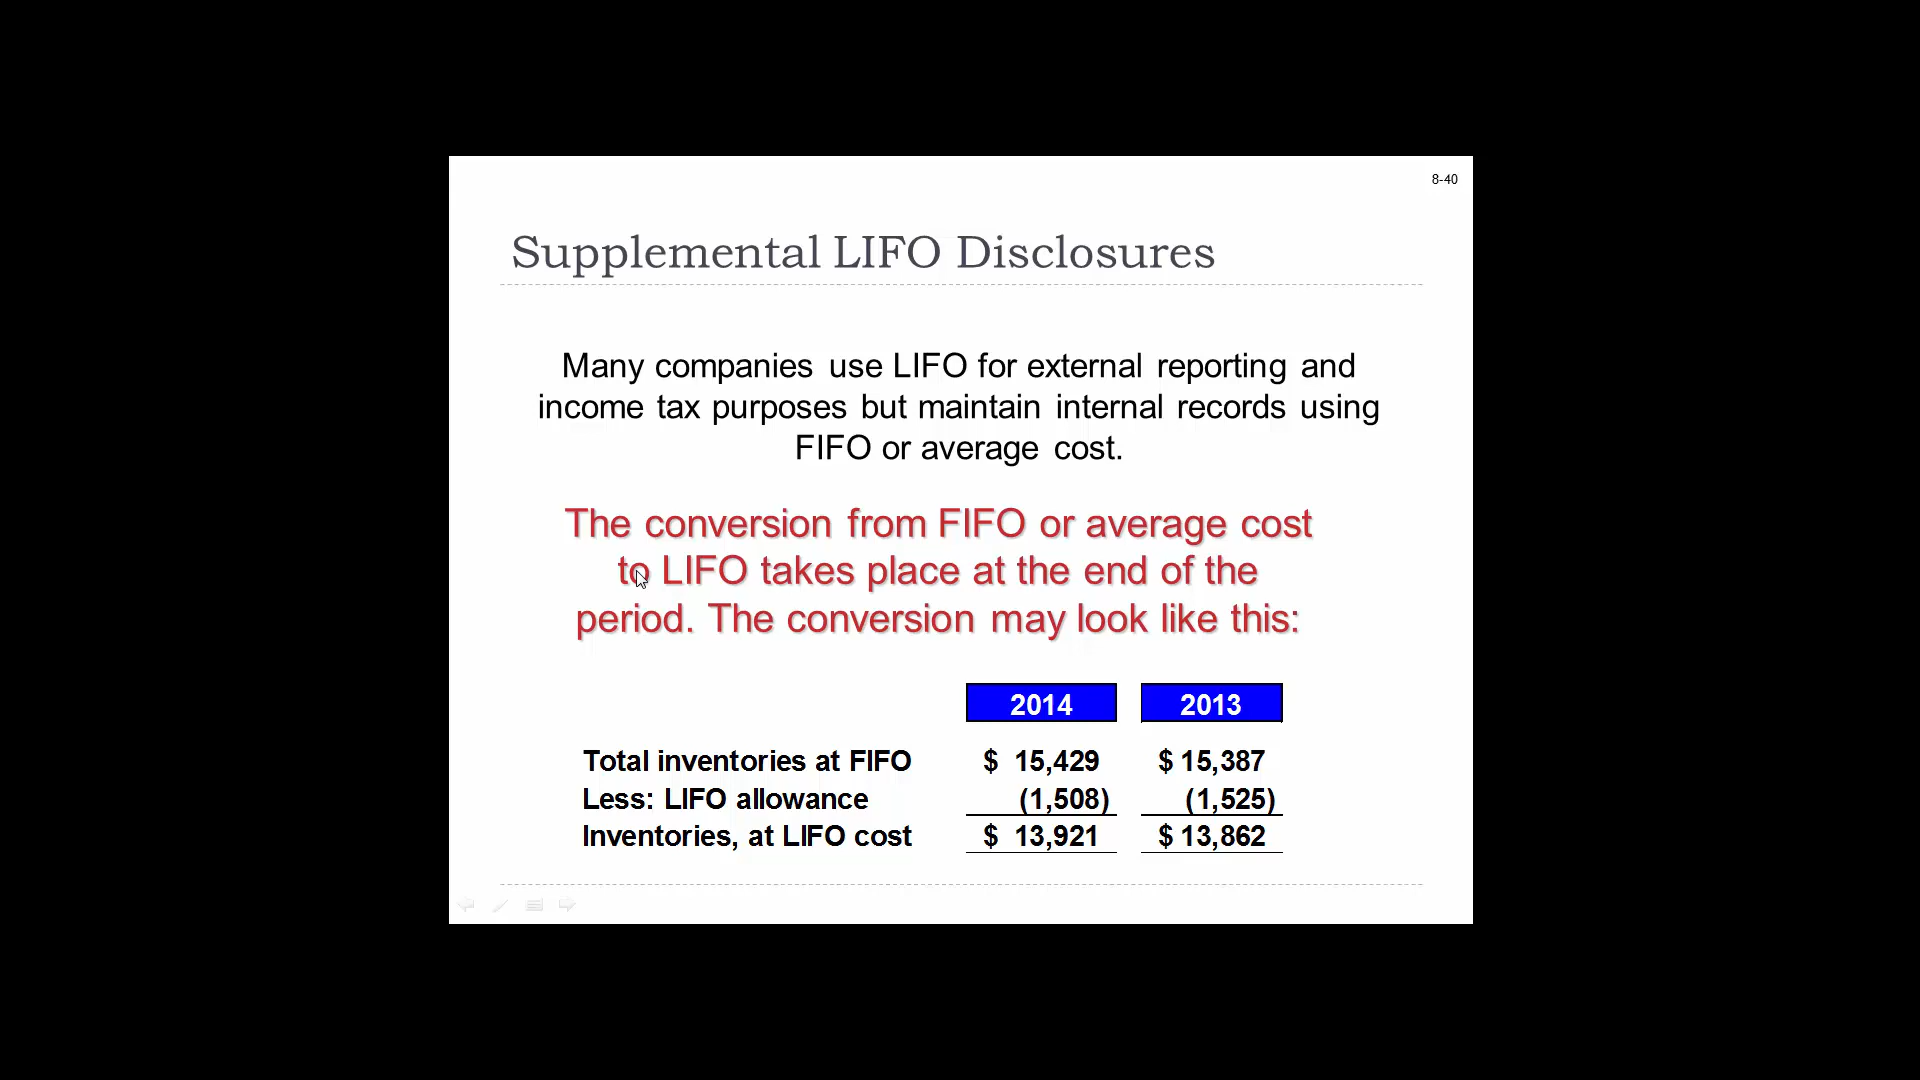 8-40
Supplemental LIFO Disclosures
Many companies use LIFO for external reporting and
income tax purposes but maintain internal records using
FIFO or average cost.
The conversion from FIFO or average cost
to LIFO takes place at the end of the
period. The conversion may look like this:
2014 2013
Total inventories at FIFO $ 15,429 $ 15,387
Less: LIFO allowance (1,508) (1,525)
Inventories, at LIFO cost $ 13,921 $ 13,862